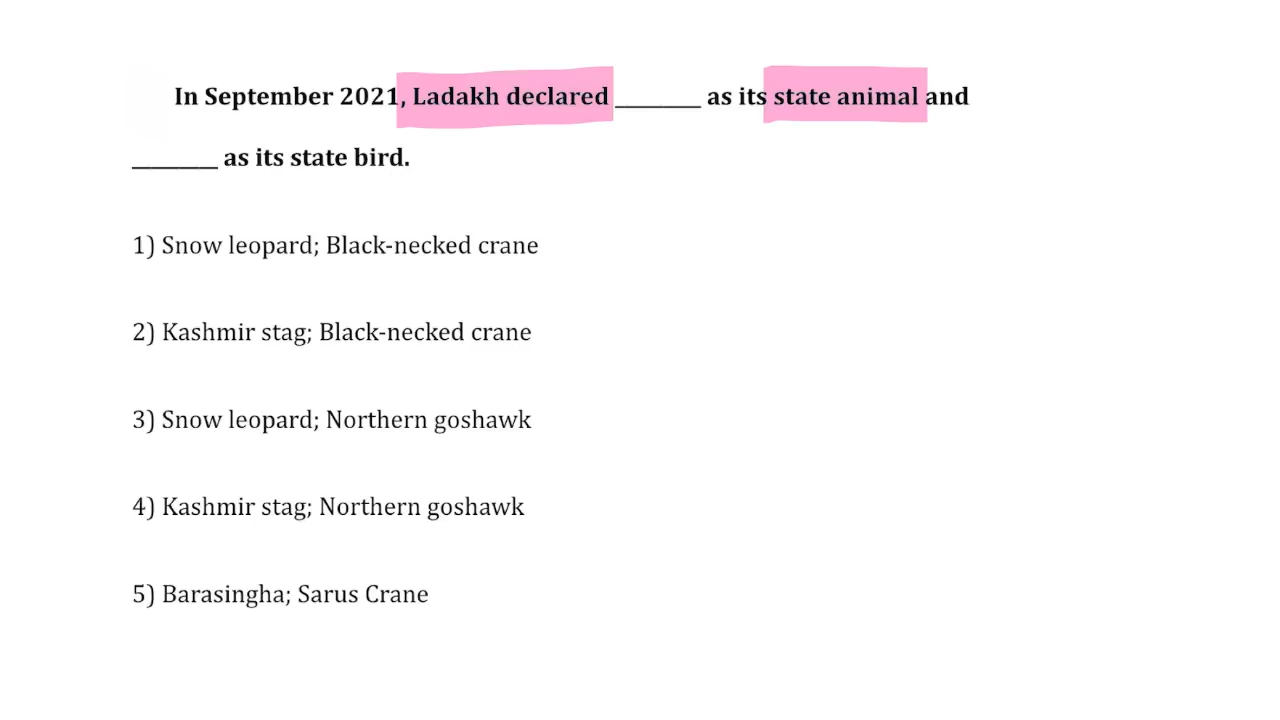 In September 2021, Ladakh declared _________ as its state animal and
_________ as its state bird.
1) Snow leopard; Black-necked crane
2) Kashmir stag; Black-necked crane
3) Snow leopard; Northern goshawk
4) Kashmir stag; Northern goshawk
5) Barasingha; Sarus Crane